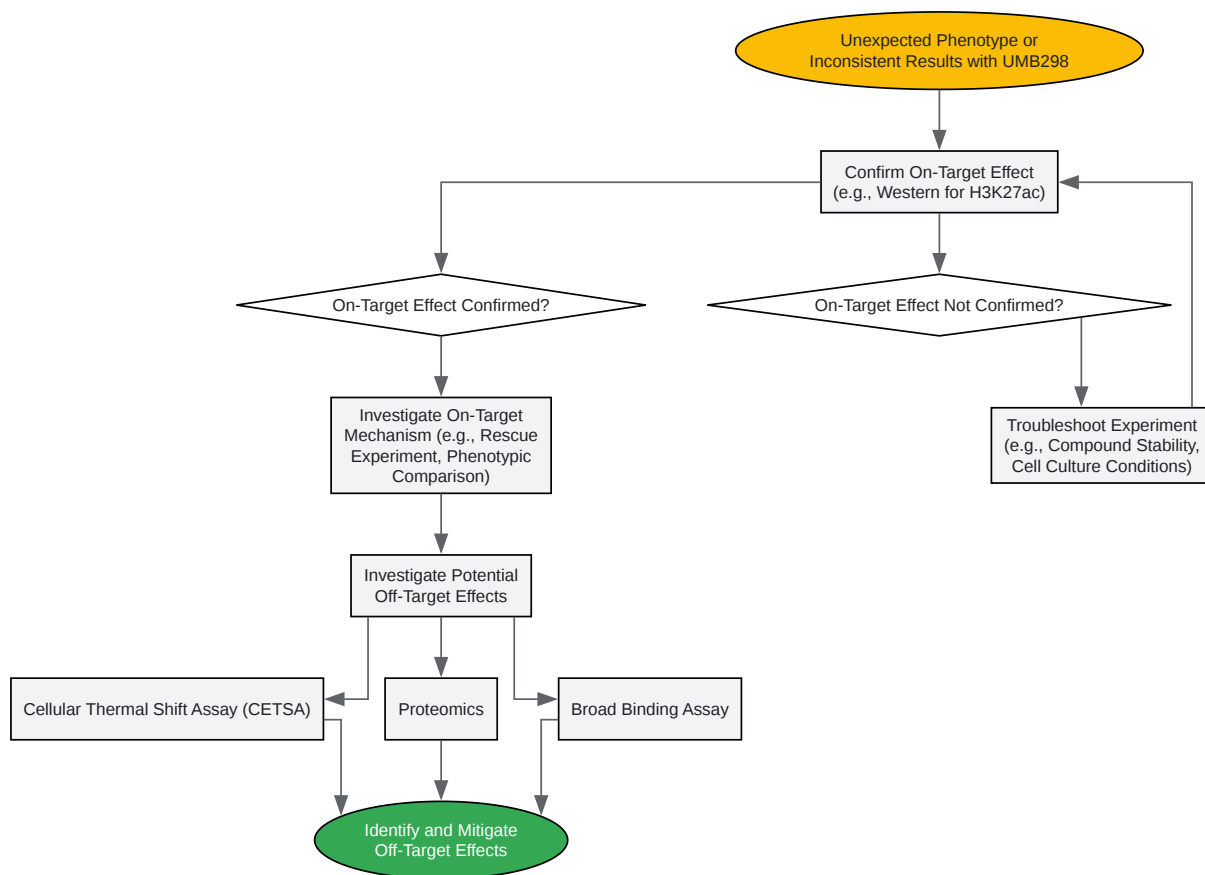 Unexpected Phenotype or
Inconsistent Results with UMB298
Confirm On-Target Effect
(e.g., Western for H3K27ac)
On-Target Effect Confirmed?
On-Target Effect Not Confirmed?
Investigate On-Target
Mechanism (e.g., Rescue
Experiment, Phenotypic
Comparison)
Troubleshoot Experiment
(e.g., Compound Stability,
Cell Culture Conditions)
Investigate Potential
Off-Target Effects
Cellular Thermal Shift Assay (CETSA)
Proteomics
Broad Binding Assay
Identify and Mitigate
Off-Target Effects